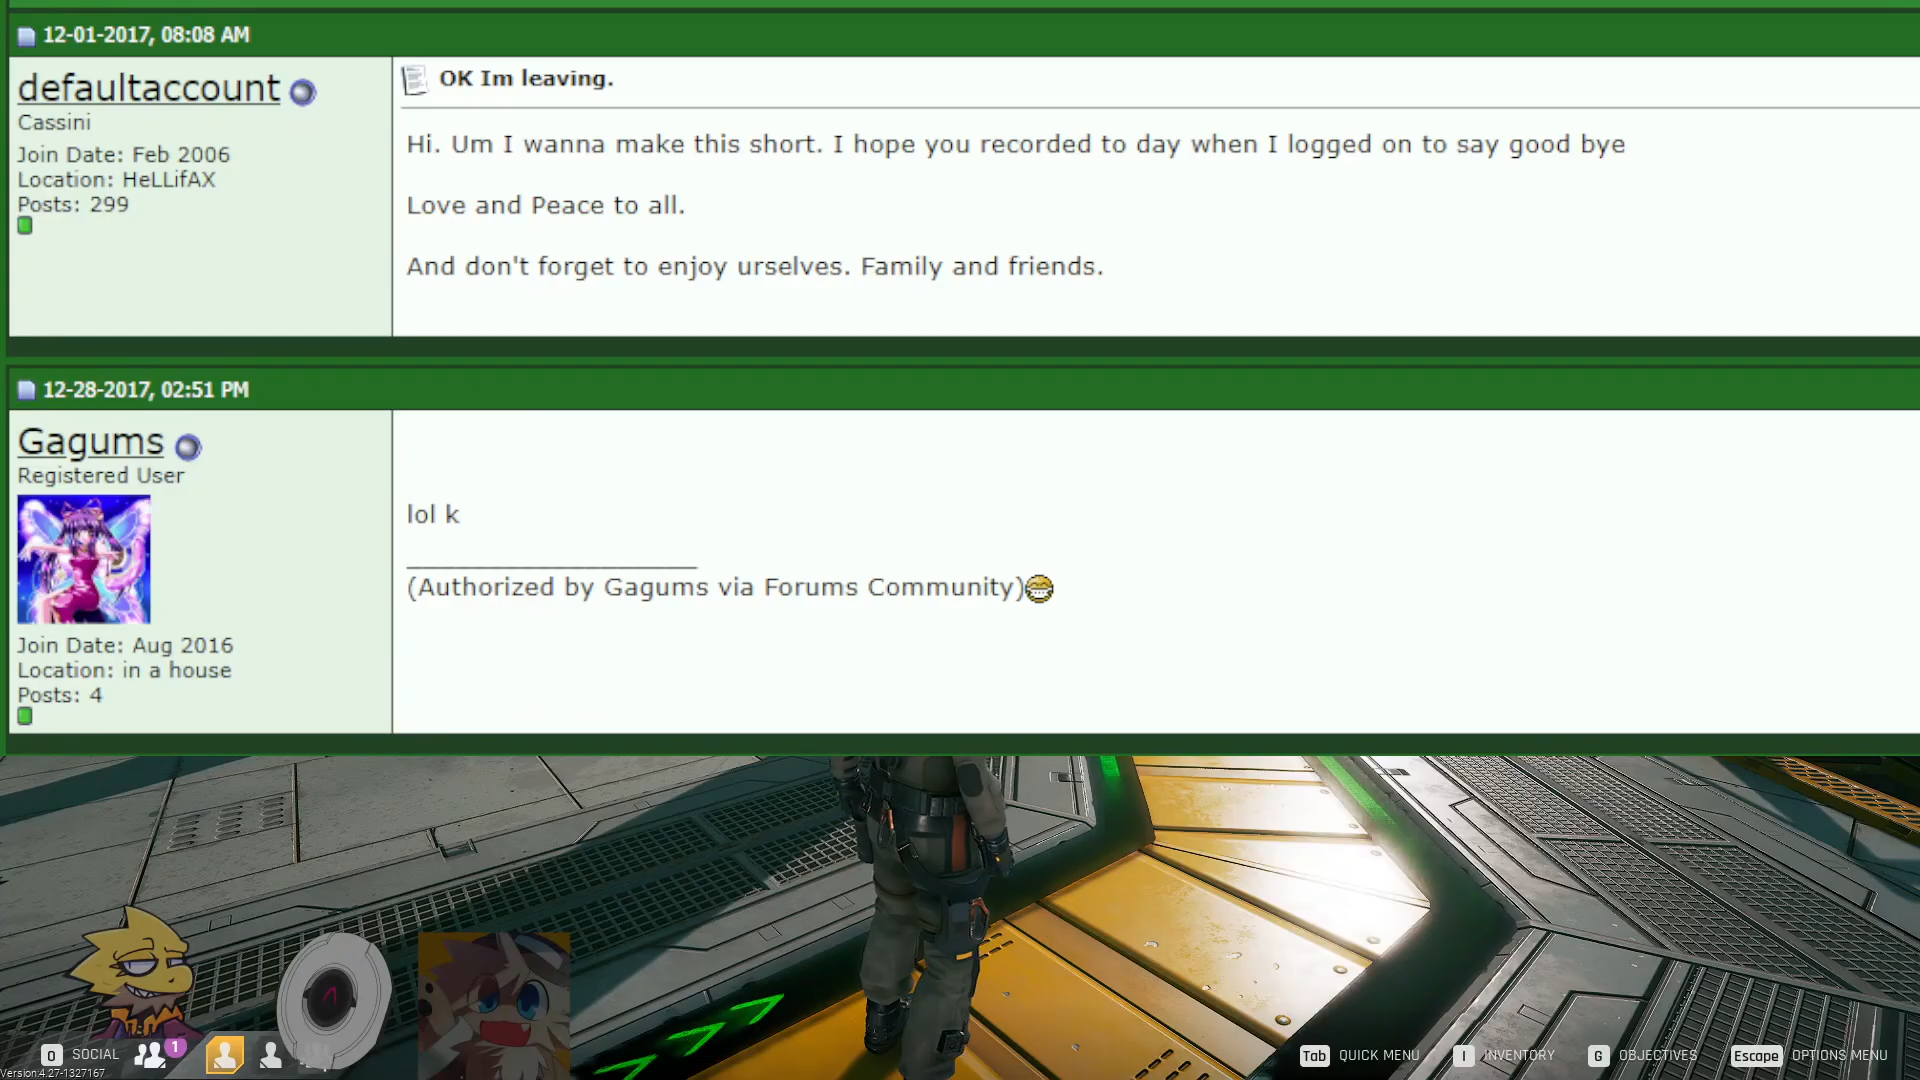 12-01-2017, 08:08 AM
defaultaccount
Cassini
Join Date: Feb 2006
Location: HeLLifAX
Posts: 299
OK Im leaving.
Hi. Um I wanna make this short. I hope you recorded to day when I logged on to say good bye
Love and Peace to all.
And don't forget to enjoy urselves. Family and friends.
12-28-2017, 02:51 PM
Gagums
Registered User
Join Date: Aug 2016
Location: in a house
Posts: 4
lol k
(Authorized by Gagums via Forums Community)
O SOCIAL 1
Tab QUICK MENU I INVENTORY G OBJECTIVES Escape OPTIONS MENU
Version:4.27-1327167